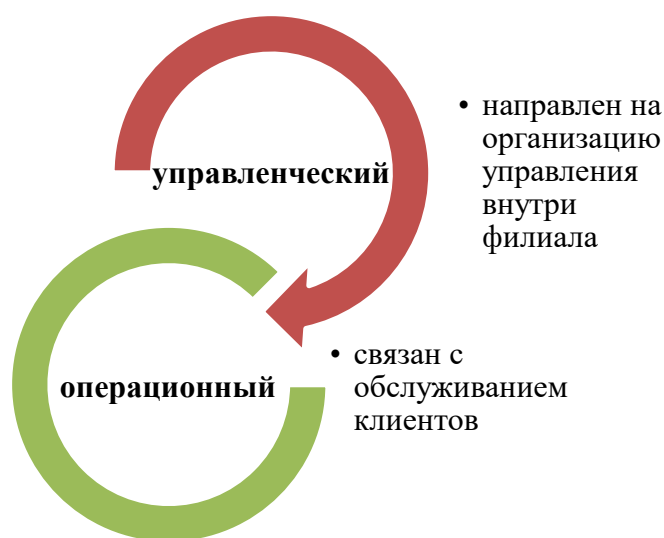 управленческий
• направлен на
организацию
управления
внутри
филиала
операционный
• связан с
обслуживанием
клиентов